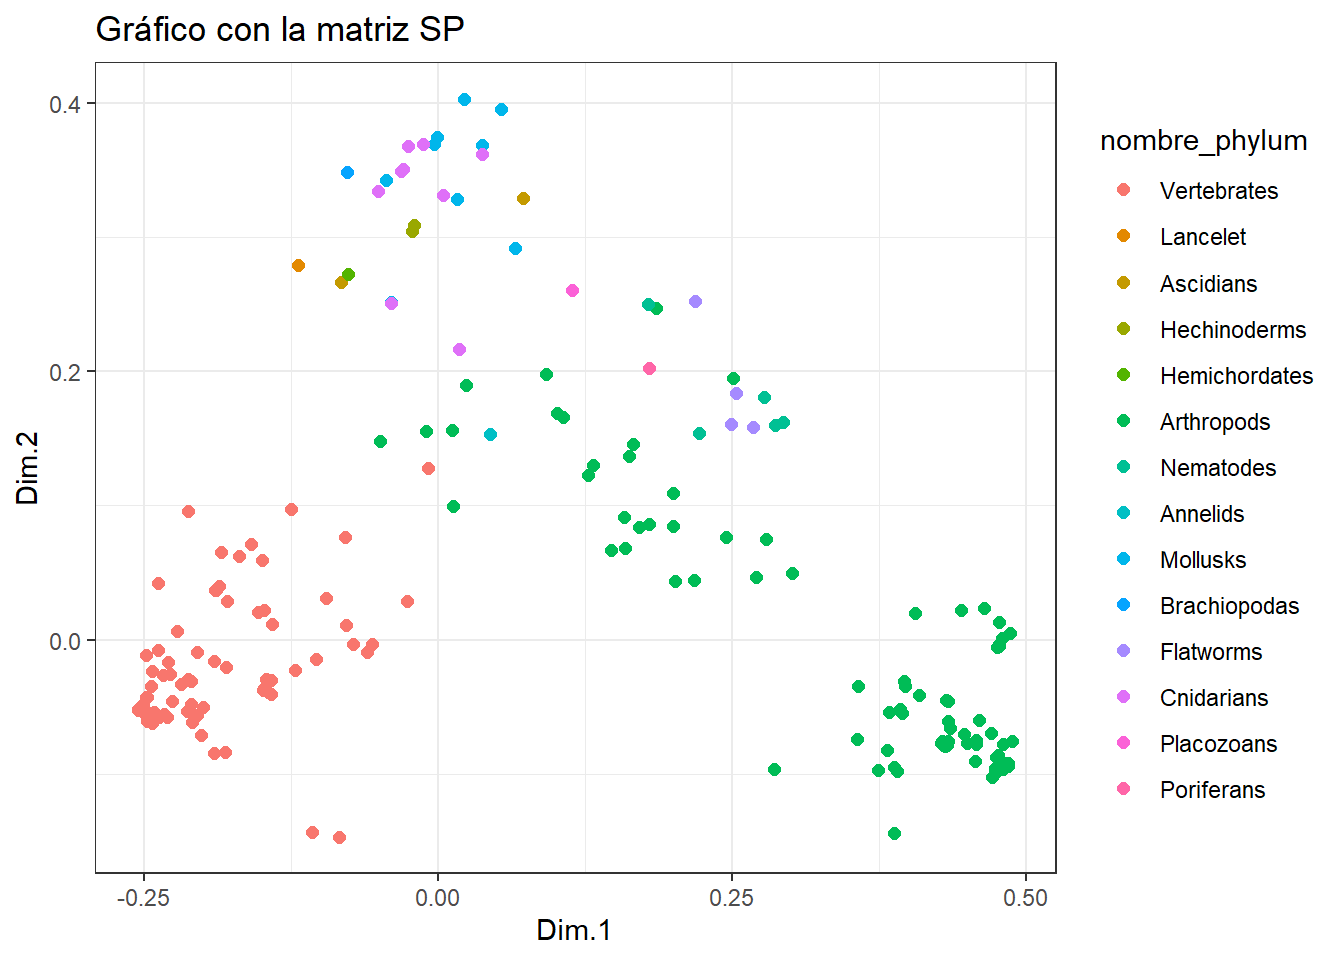 Gráfico con la matriz SP
0.4
0.2
0.0
-0.25
0.00
0.25
0.50
Dim.1
Dim.2
nombre_phylum
Vertebrates
Lancelet
Ascidians
Hechinoderms
Hemichordates
Arthropods
Nematodes
Annelids
Mollusks
Brachiopodas
Flatworms
Cnidarians
Placozoans
Poriferans